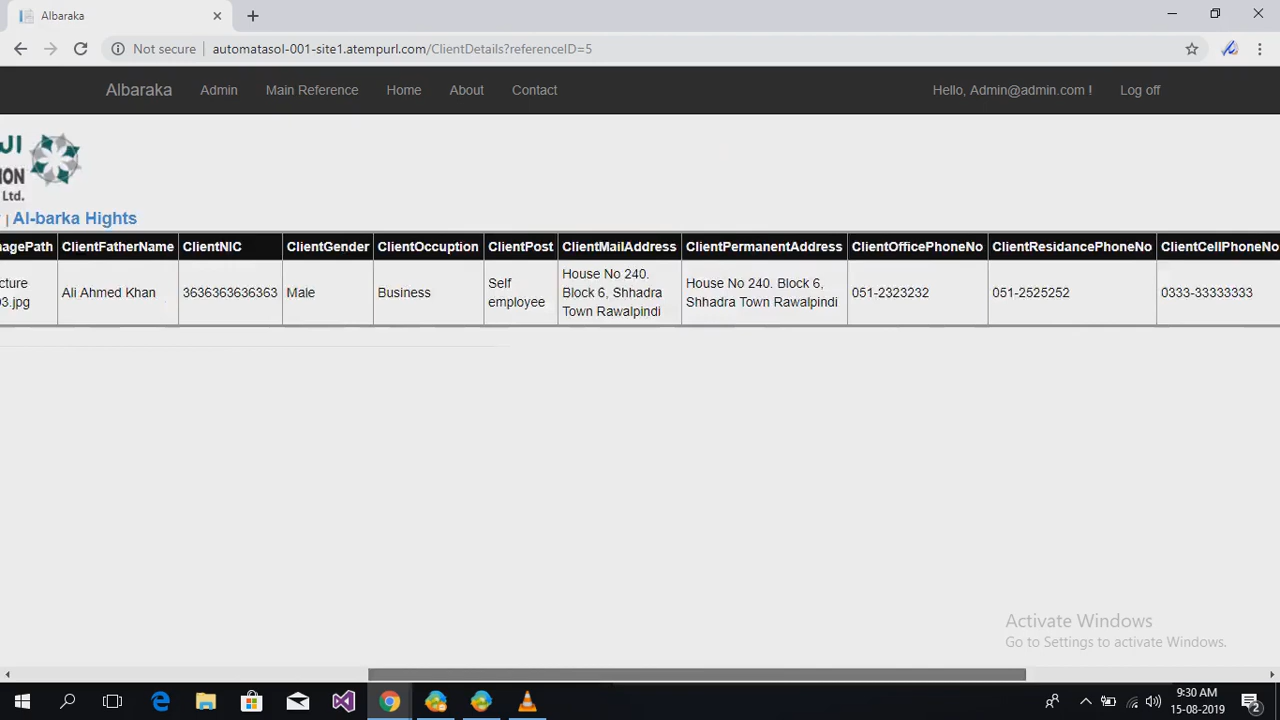 Albaraka
Not secure automatasol-001-site1.atempurl.com/ClientDetails?referenceID=5
Albaraka Admin Main Reference Home About Contact Hello, Admin@admin.com ! Log off
JI
ION
Ltd.
| Al-barka Hights
nagePath ClientFatherName ClientNIC ClientGender ClientOccuption ClientPost ClientMailAddress ClientPermanentAddress ClientOfficePhoneNo ClientResidancePhoneNo ClientCellPhoneNo
cture
03.jpg
Ali Ahmed Khan
3636363636363
Male
Business
Self
employee
House No 240.
Block 6, Shhadra
Town Rawalpindi
House No 240. Block 6,
Shhadra Town Rawalpindi
051-2323232
051-2525252
0333-33333333
Activate Windows
Go to Settings to activate Windows.
9:30 AM
15-08-2019
2